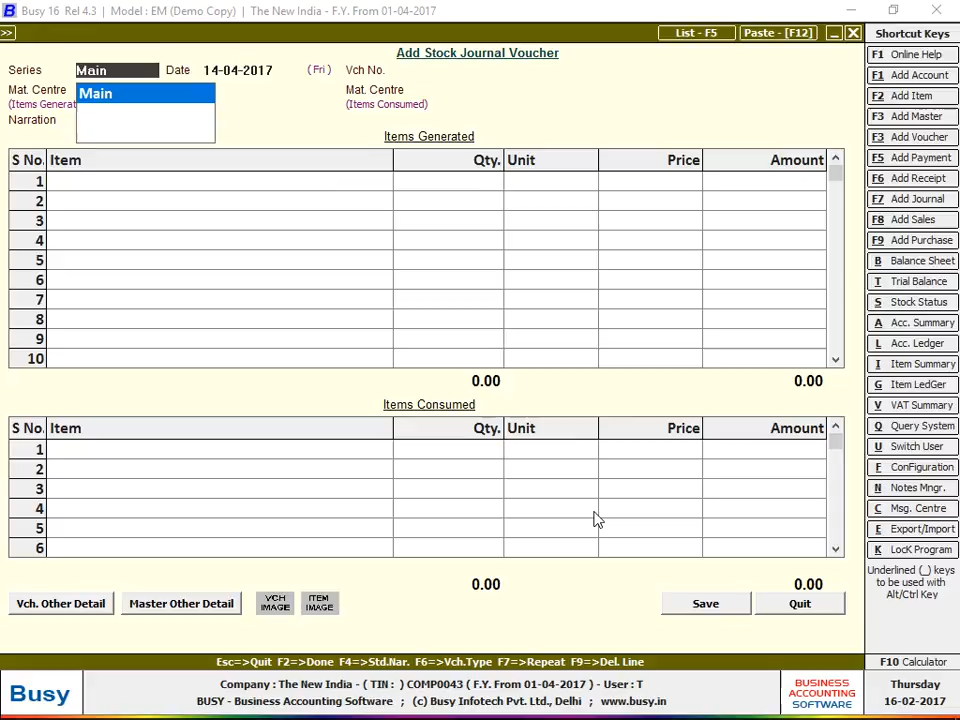 Busy 16 Rel 4.3 | Model : EM (Demo Copy) | The New India - F.Y. From 01-04-2017
>>
List - F5
Paste - [F12]
Shortcut Keys
Add Stock Journal Voucher
Series Main Date 14-04-2017 (Fri) Vch No.
Mat. Centre Main Mat. Centre
(Items Generat (Items Consumed)
Narration
Items Generated
S No. Item Qty. Unit Price Amount
1
2
3
4
5
6
7
8
9
10
0.00 0.00
Items Consumed
S No. Item Qty. Unit Price Amount
1
2
3
4
5
6
0.00 0.00
Vch. Other Detail
Master Other Detail
VCH IMAGE
ITEM IMAGE
Save
Quit
F1 Online Help
F1 Add Account
F2 Add Item
F3 Add Master
F3 Add Voucher
F5 Add Payment
F6 Add Receipt
F7 Add Journal
F8 Add Sales
F9 Add Purchase
B Balance Sheet
T Trial Balance
S Stock Status
A Acc. Summary
L Acc. Ledger
I Item Summary
G Item LedGer
V VAT Summary
Q Query System
U Switch User
F Configuration
N Notes Mngr.
C Msg. Centre
E Export/Import
K LocK Program
Underlined (_) keys
to be used with
Alt/Ctrl Key
Esc=>Quit F2=>Done F4=>Std.Nar. F6=>Vch.Type F7=>Repeat F9=>Del. Line
F10 Calculator
Busy
Company : The New India - ( TIN : ) COMP0043 ( F.Y. From 01-04-2017 ) - User : T
BUSY - Business Accounting Software ; (c) Busy Infotech Pvt. Ltd., Delhi ; www.busy.in
BUSINESS
ACCOUNTING
SOFTWARE
Thursday
16-02-2017